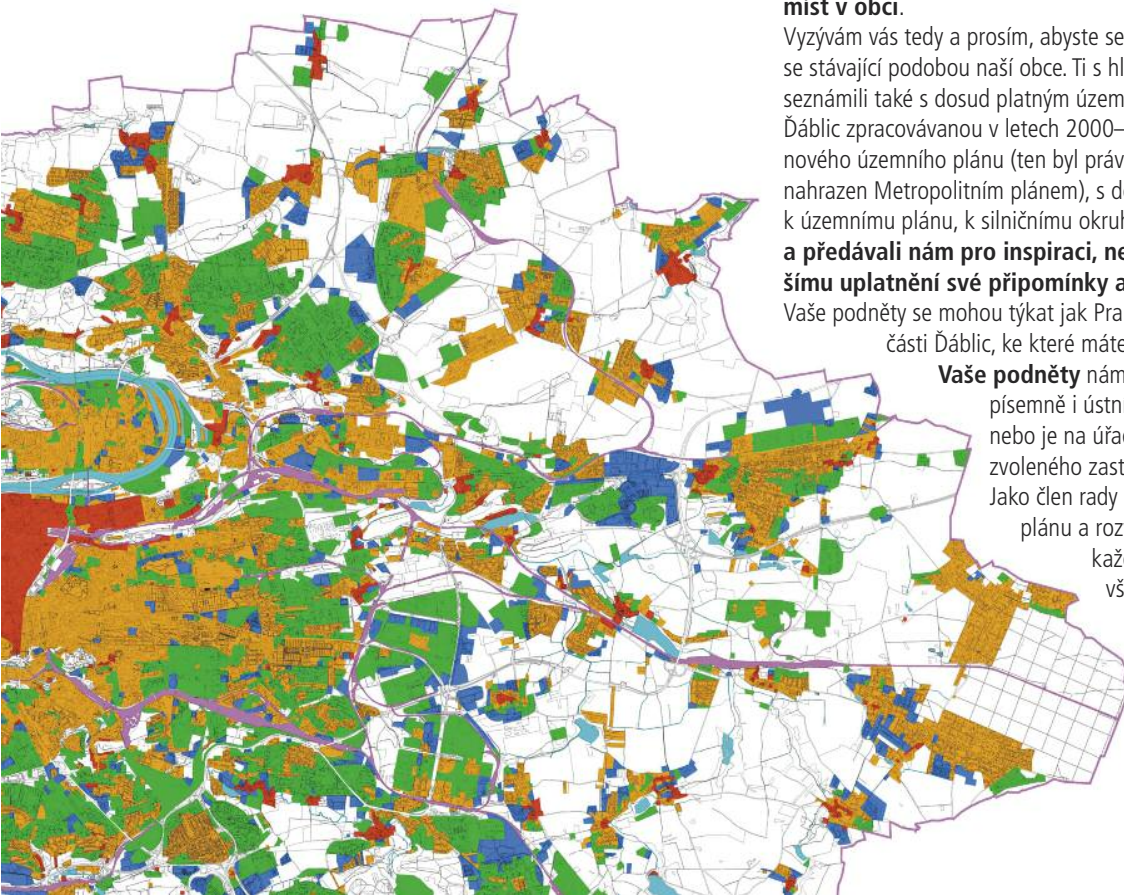 míst v obci.
Vyzývám vás tedy a prosím, abyste se
se stávající podobou naší obce. Ti s hl
seznámili také s dosud platným územ
Ďáblic zpracovávanou v letech 2000–
nového územního plánu (ten byl práv
nahrazen Metropolitním plánem), s d
k územnímu plánu, k silničnímu okruh
a předávali nám pro inspiraci, ne
šímu uplatnění své připomínky a
Vaše podněty se mohou týkat jak Pra
části Ďáblic, ke které máte
Vaše podněty nám
písemně i ústn
nebo je na úřa
zvoleného zast
Jako člen rady
plánu a roz
kaž
vš